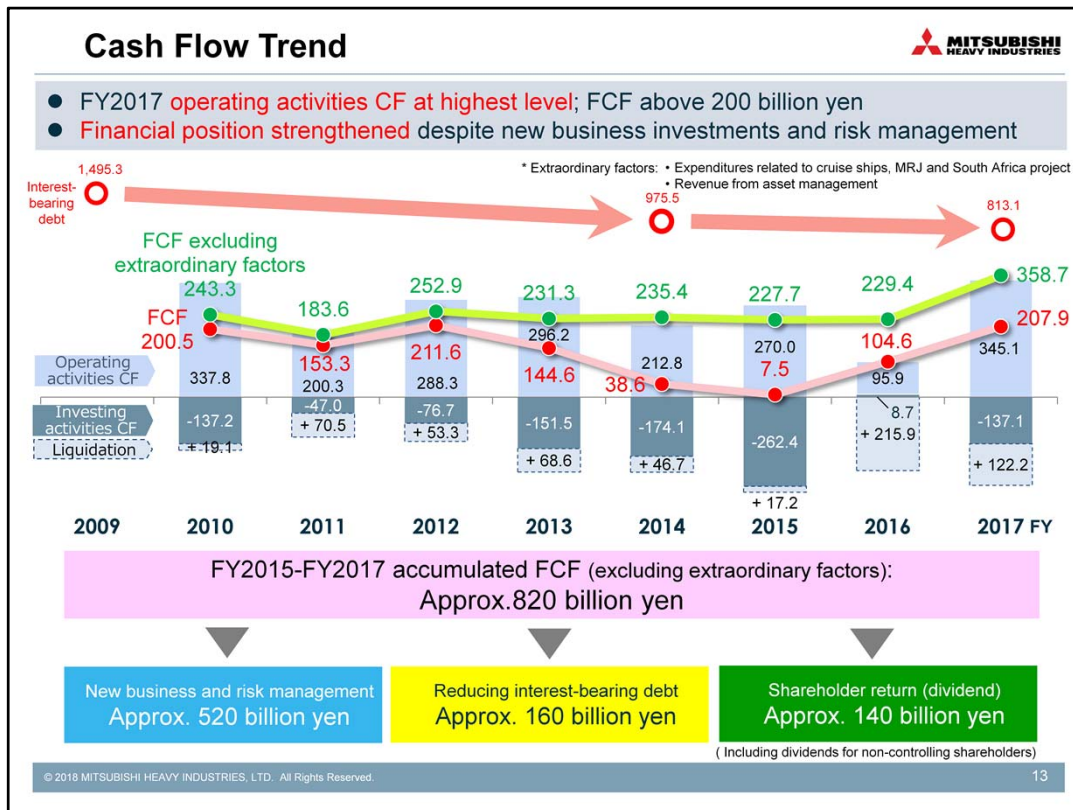 Cash Flow Trend
MITSUBISHI
HEAVY INDUSTRIES
● FY2017 operating activities CF at highest level; FCF above 200 billion yen
● Financial position strengthened despite new business investments and risk management
* Extraordinary factors: • Expenditures related to cruise ships, MRJ and South Africa project
• Revenue from asset management
Interest-
bearing
debt
1,495.3
975.5
813.1
FCF excluding
extraordinary factors
243.3
183.6
252.9
231.3
235.4
227.7
229.4
358.7
FCF
200.5
153.3
211.6
144.6
38.6
7.5
104.6
207.9
Operating
activities CF
337.8
200.3
288.3
296.2
212.8
270.0
95.9
345.1
Investing
activities CF
-137.2
-47.0
-76.7
-151.5
-174.1
-262.4
8.7
-137.1
Liquidation
+ 19.1
+ 70.5
+ 53.3
+ 68.6
+ 46.7
+ 17.2
+ 215.9
+ 122.2
2009 2010 2011 2012 2013 2014 2015 2016 2017 FY
FY2015-FY2017 accumulated FCF (excluding extraordinary factors):
Approx.820 billion yen
New business and risk management
Approx. 520 billion yen
Reducing interest-bearing debt
Approx. 160 billion yen
Shareholder return (dividend)
Approx. 140 billion yen
( Including dividends for non-controlling shareholders)
© 2018 MITSUBISHI HEAVY INDUSTRIES, LTD. All Rights Reserved.
13